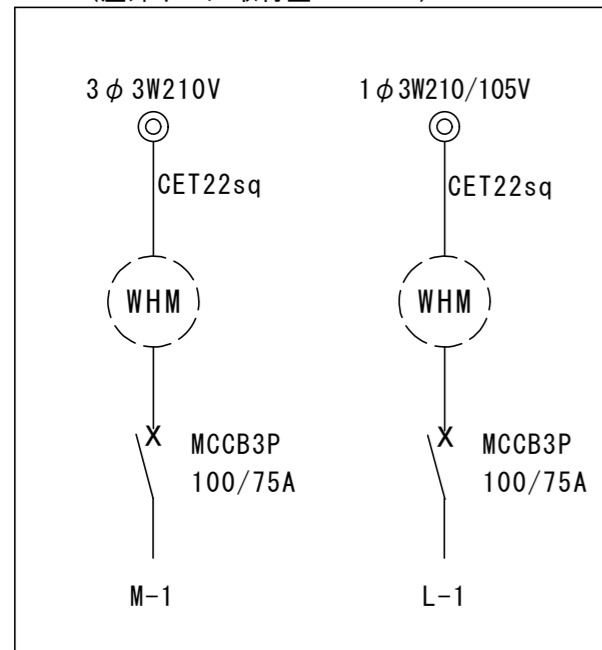 3φ3W210V
1φ3W210/105V
CET22sq
CET22sq
WHM
WHM
MCCB3P
100/75A
MCCB3P
100/75A
M-1
L-1